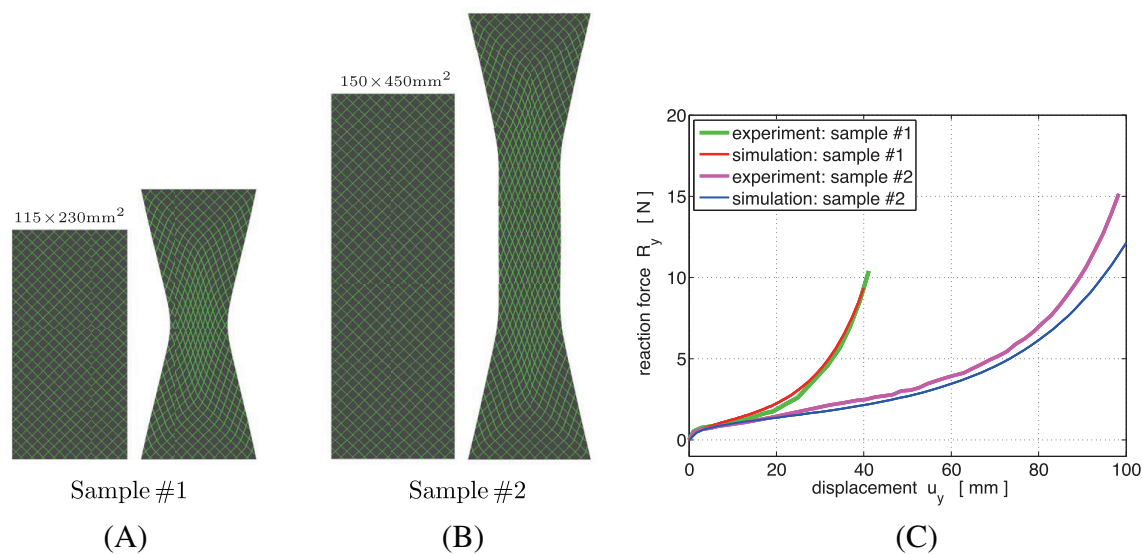 115×230mm²
Sample #1
(A)
150×450mm²
Sample #2
(B)
experiment: sample #1
simulation: sample #1
experiment: sample #2
simulation: sample #2
reaction force R_y [ N ]
20
15
10
5
0
0 20 40 60 80 100
displacement u_y [ mm ]
(C)